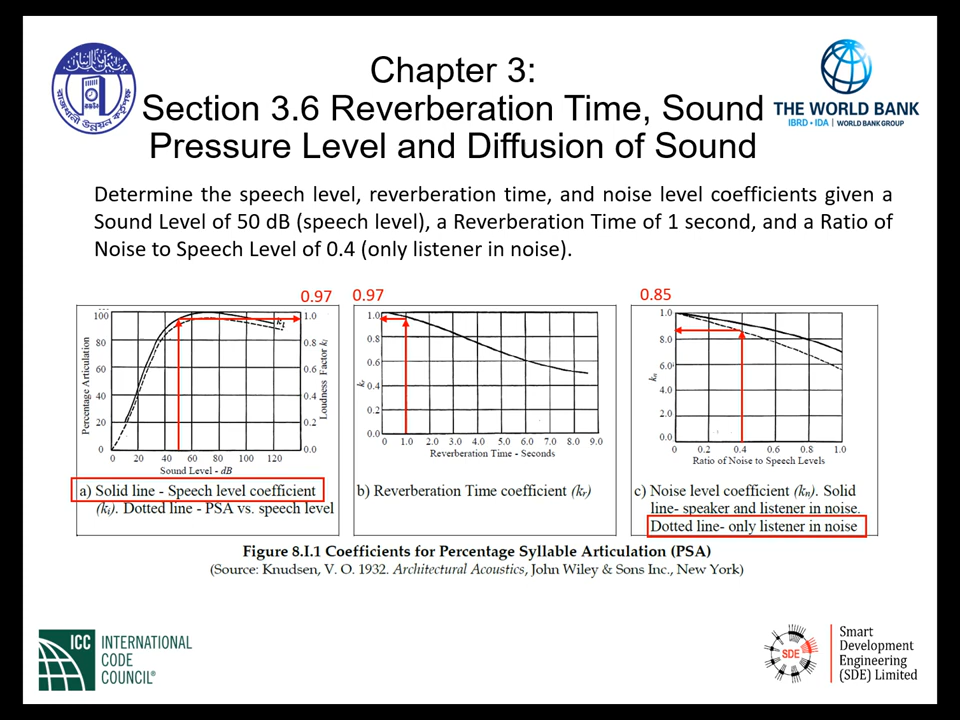 Chapter 3:
Section 3.6 Reverberation Time, Sound
Pressure Level and Diffusion of Sound
THE WORLD BANK
IBRD • IDA | WORLD BANK GROUP
Determine the speech level, reverberation time, and noise level coefficients given a
Sound Level of 50 dB (speech level), a Reverberation Time of 1 second, and a Ratio of
Noise to Speech Level of 0.4 (only listener in noise).
0.97
100
80
60
40
20
0
Percentage Articulation
1.0
0.8
0.6
0.4
0.2
0.0
Loudness Factor kl
kl
0 20 40 60 80 100 120
Sound Level - dB
a) Solid line - Speech level coefficient
(kl). Dotted line - PSA vs. speech level
0.97
1.0
0.8
0.6
0.4
0.2
0.0
kr
0 1.0 2.0 3.0 4.0 5.0 6.0 7.0 8.0 9.0
Reverberation Time - Seconds
b) Reverberation Time coefficient (kr)
0.85
1.0
8.0
6.0
4.0
2.0
0.0
kn
0 0.2 0.4 0.6 0.8 1.0
Ratio of Noise to Speech Levels
c) Noise level coefficient (kn). Solid
line- speaker and listener in noise.
Dotted line- only listener in noise
Figure 8.I.1 Coefficients for Percentage Syllable Articulation (PSA)
(Source: Knudsen, V. O. 1932. Architectural Acoustics, John Wiley & Sons Inc., New York)
ICC INTERNATIONAL
CODE
COUNCIL®
SDE
Smart
Development
Engineering
(SDE) Limited